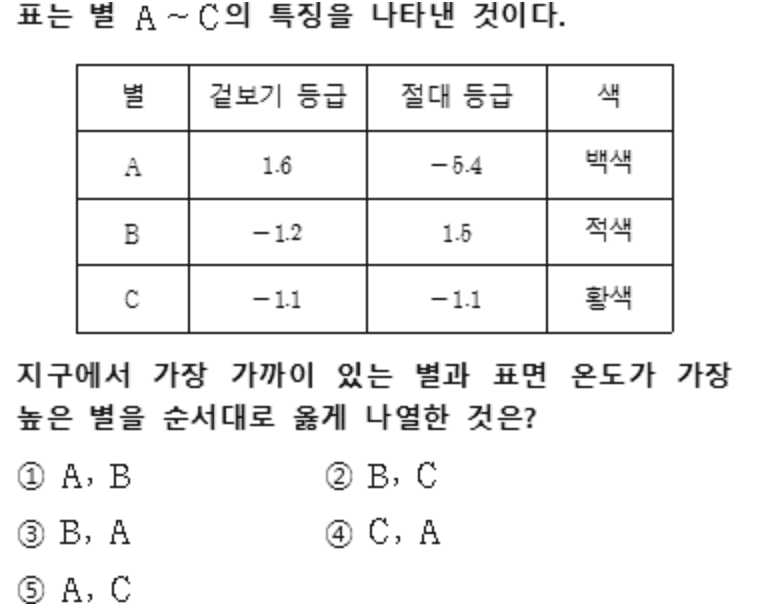 표는 별 A ~ C의 특징을 나타낸 것이다.
별 겉보기 등급 절대 등급 색
A 1.6 −5.4 백색
B −1.2 1.5 적색
C −1.1 −1.1 황색
지구에서 가장 가까이 있는 별과 표면 온도가 가장
높은 별을 순서대로 옳게 나열한 것은?
① A, B ② B, C
③ B, A ④ C, A
⑤ A, C